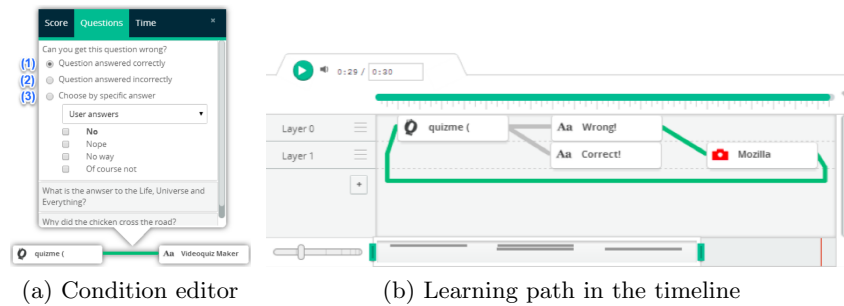 Score Questions Time ×
Can you get this question wrong?
(1) Question answered correctly
(2) Question answered incorrectly
(3) Choose by specific answer
User answers
No
Nope
No way
Of course not
What is the anwser to the Life, Universe and
Everything?
Why did the chicken cross the road?
quizme (
Aa Videoquiz Maker
(a) Condition editor
0:29 / 0:30
Layer 0
quizme (
Aa Wrong!
Layer 1
Aa Correct!
Mozilla
+
(b) Learning path in the timeline